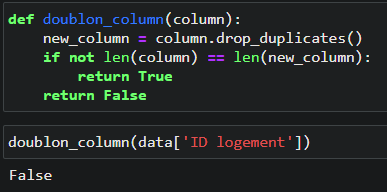 def doublon_column(column):
    new_column = column.drop_duplicates()
    if not len(column) == len(new_column):
        return True
    return False
doublon_column(data['ID logement'])
False